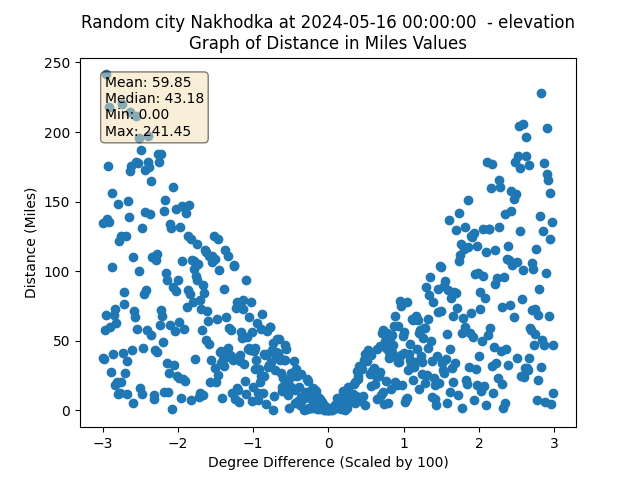 Random city Nakhodka at 2024-05-16 00:00:00  - elevation
Graph of Distance in Miles Values
Mean: 59.85
Median: 43.18
Min: 0.00
Max: 241.45
250
200
150
100
50
0
Distance (Miles)
−3 −2 −1 0 1 2 3
Degree Difference (Scaled by 100)